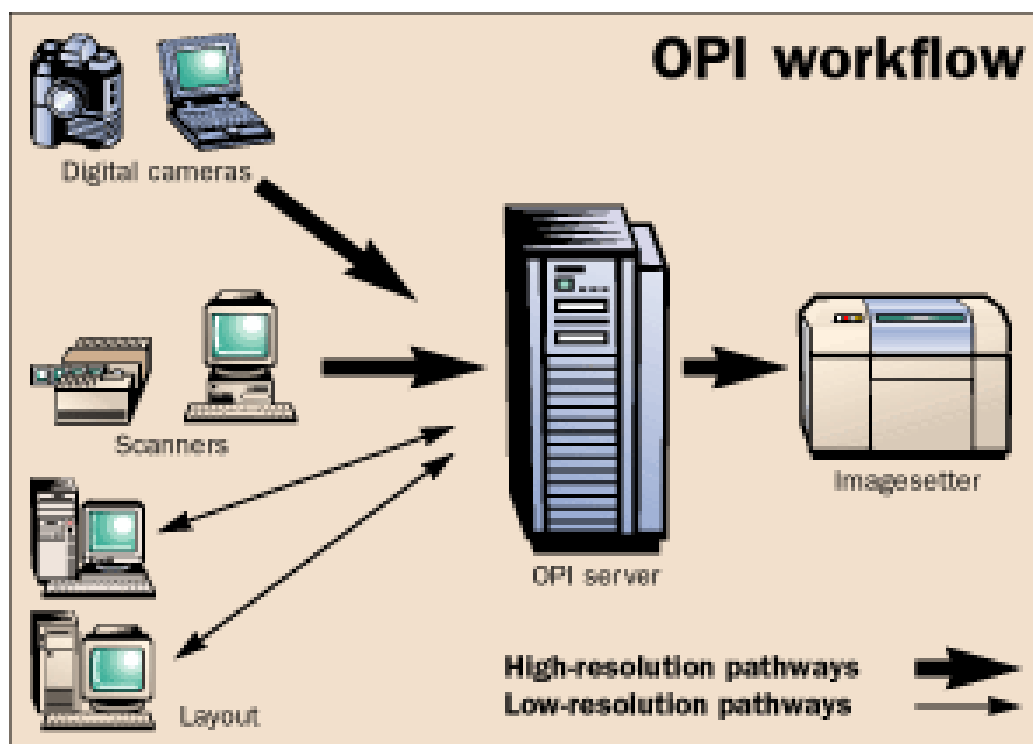 OPI workflow
Digital cameras
Scanners
Imagesetter
OPI server
High-resolution pathways
Low-resolution pathways
Layout